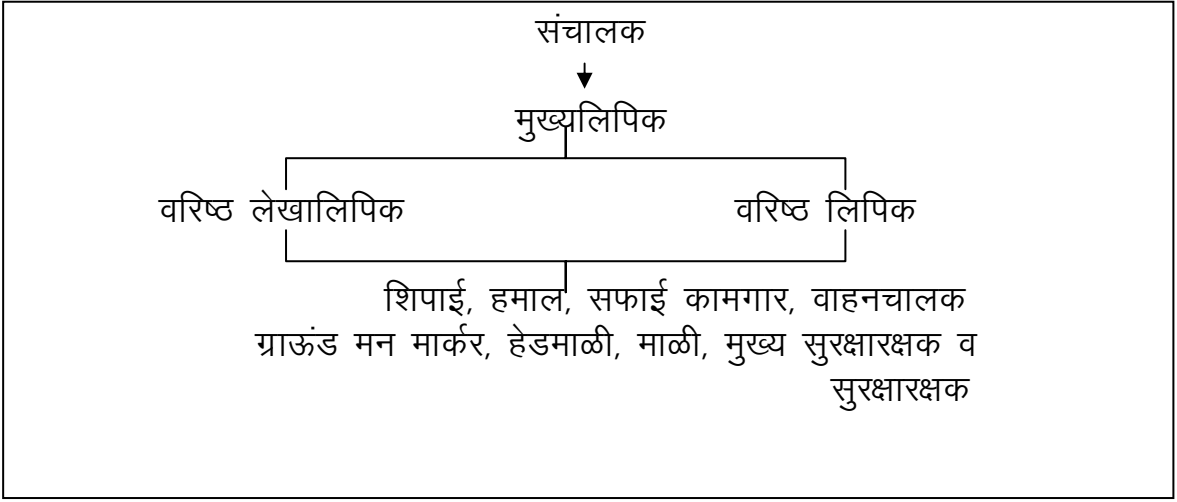 संचालक
मुख्यलिपिक
वरिष्ठ लेखालिपिक वरिष्ठ लिपिक
शिपाई, हमाल, सफाई कामगार, वाहनचालक
ग्राऊंड मन मार्कर, हेडमाळी, माळी, मुख्य सुरक्षारक्षक व
सुरक्षारक्षक